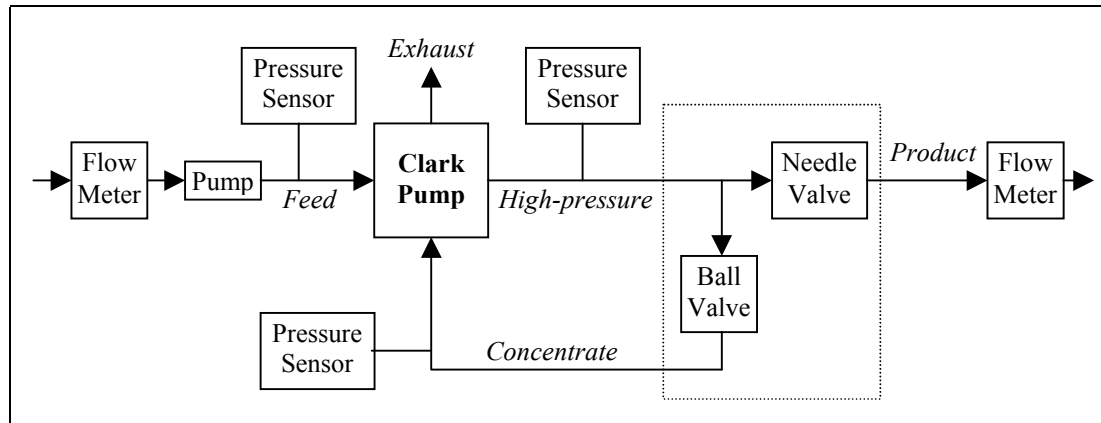 Exhaust
Pressure
Sensor
Pressure
Sensor
Flow
Meter
Pump
Feed
Clark
Pump
High-pressure
Needle
Valve
Product
Flow
Meter
Ball
Valve
Pressure
Sensor
Concentrate